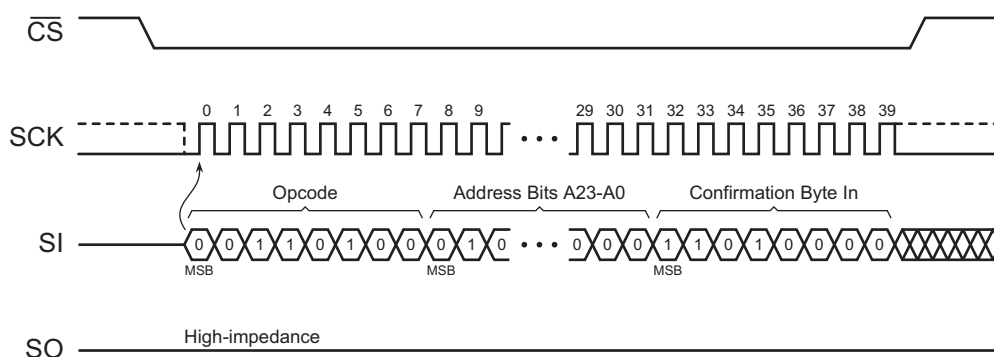 CS
0 1 2 3 4 5 6 7 8 9 29 30 31 32 33 34 35 36 37 38 39
SCK
Opcode Address Bits A23-A0 Confirmation Byte In
SI 0 0 1 1 0 1 0 0 0 1 0 0 0 0 1 1 0 1 0 0 0 0
MSB MSB MSB
High-impedance
SO